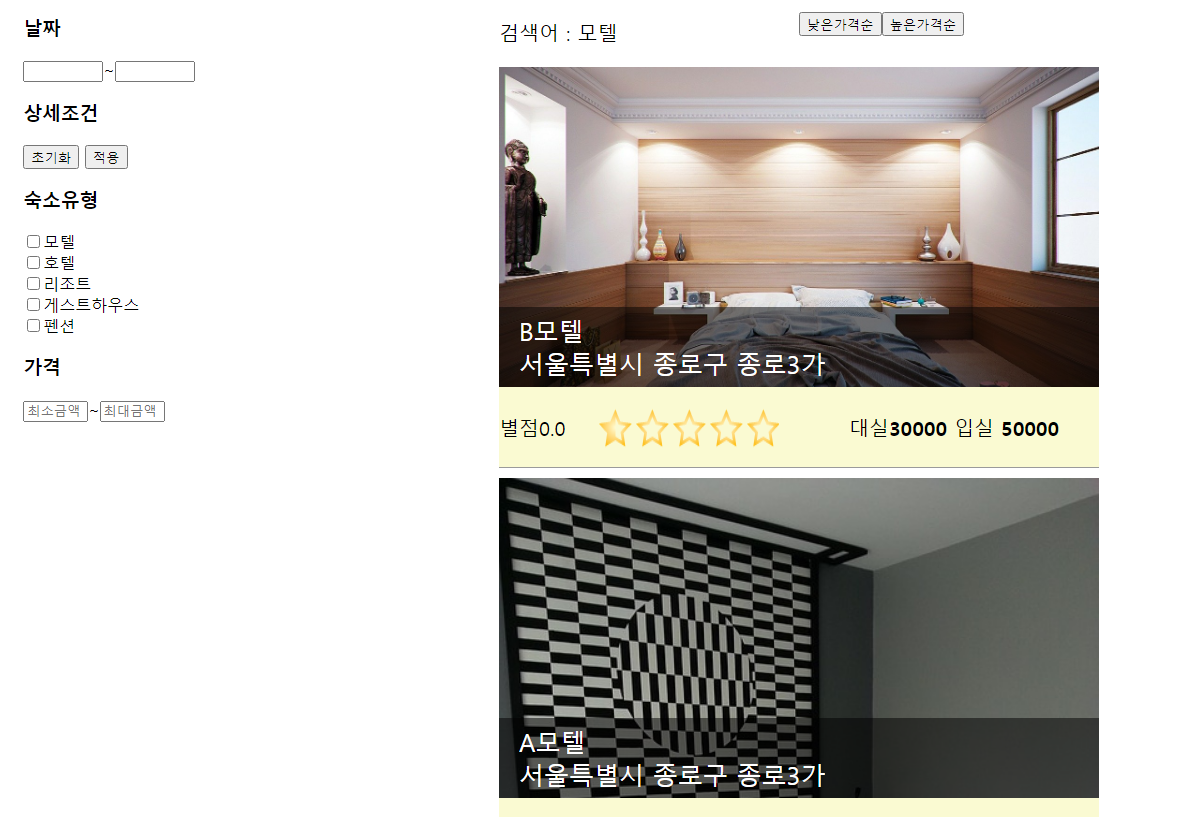 날짜
~
상세조건
초기화 적용
숙소유형
모텔
호텔
리조트
게스트하우스
펜션
가격
최소금액~최대금액
검색어 : 모텔
낮은가격순 높은가격순
B모텔
서울특별시 종로구 종로3가
별점0.0 대실30000 입실 50000
A모텔
서울특별시 종로구 종로3가